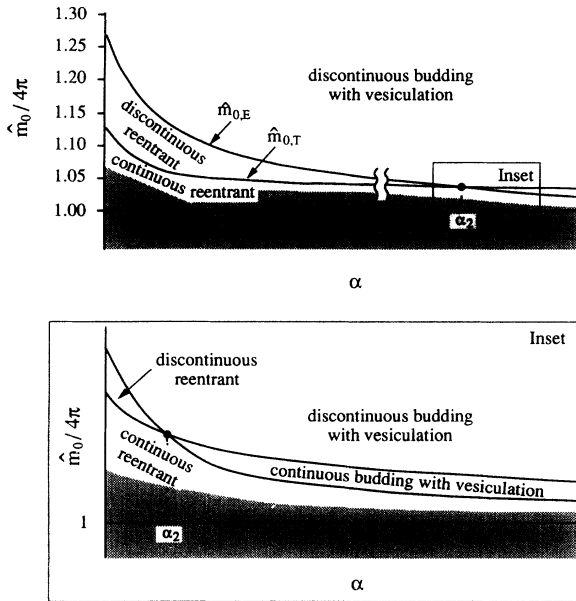 1.30
1.25
1.20
1.15
1.10
1.05
1.00
m̂₀ / 4π
discontinuous budding
with vesiculation
m̂₀,E
m̂₀,T
discontinuous
reentrant
continuous reentrant
Inset
α₂
α
Inset
discontinuous
reentrant
discontinuous budding
with vesiculation
m̂₀ / 4π
continuous
reentrant
continuous budding with vesiculation
1
α₂
α